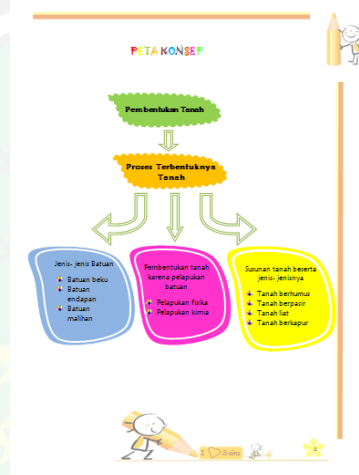 PETA KONSEP
Pembentukan Tanah
Proses Terbentuknya
Tanah
Jenis- jenis Batuan
Batuan beku
Batuan
endapan
Batuan
malihan
Pembentukan tanah
karena pelapukan
batuan
Pelapukan fisika
Pelapukan kimia
Susunan tanah beserta
jenis- jenisnya
Tanah berhumus
Tanah berpasir
Tanah liat
Tanah berkapur
I Sains